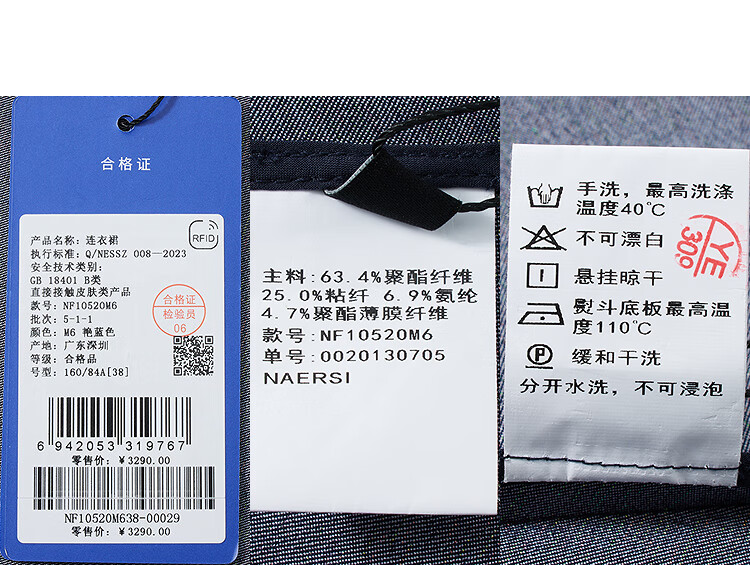 合格证
RFID
产品名称：连衣裙
执行标准：Q/NESSZ 008—2023
安全技术类别：
GB 18401 B类
直接接触皮肤类产品
款号：NF10520M6
批次：5-1-1
颜色：M6 艳蓝色
产地：广东深圳
等级：合格品
号型：160/84A[38]
合格证
检验员
06
6 942053 319767
零售价：￥3290.00
NF10520M638-00029
零售价：￥3290.00
主料:63.4%聚酯纤维
25.0%粘纤 6.9%氨纶
4.7%聚酯薄膜纤维
款号:NF10520M6
单号:0020130705
NAERSI
手洗，最高洗涤
温度40℃
不可漂白
悬挂晾干
熨斗底板最高温
度110℃
P
缓和干洗
分开水洗，不可浸泡
YE
309